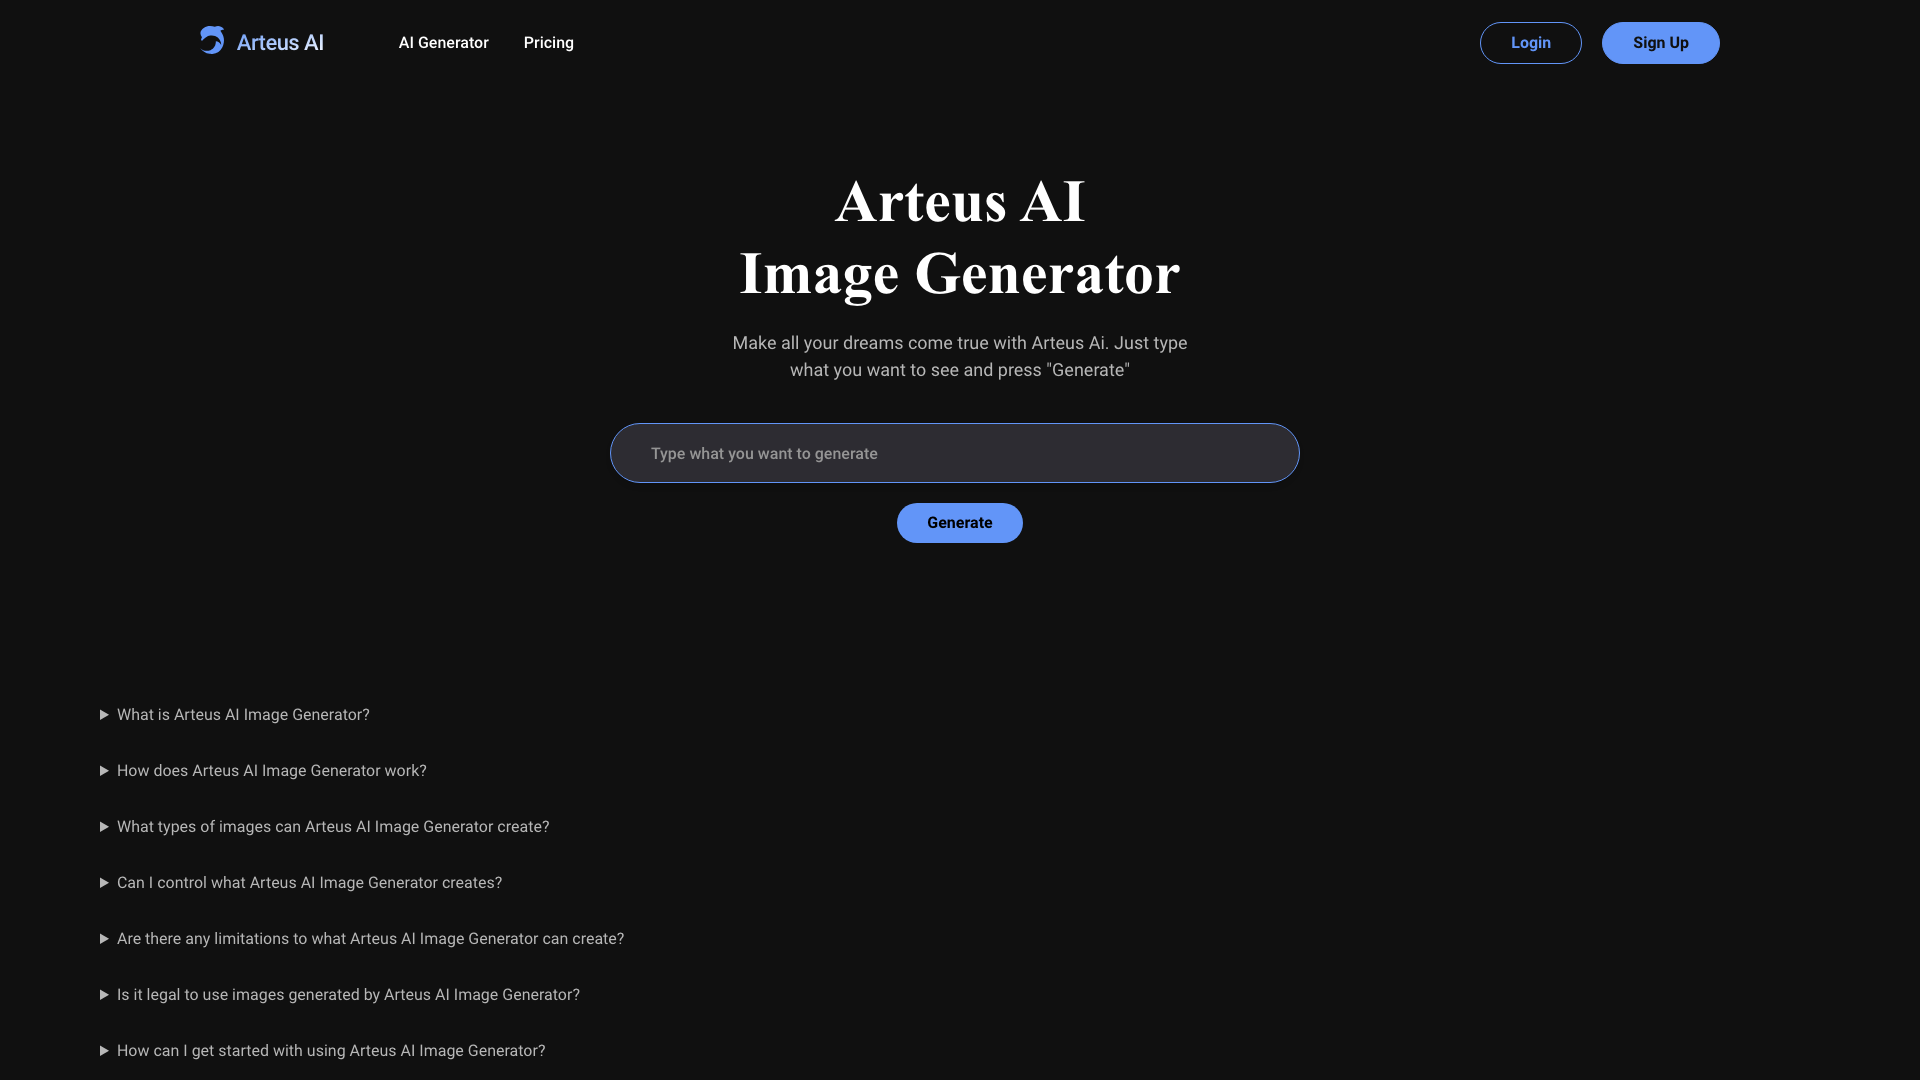 Arteus AI
AI Generator
Pricing
Login
Sign Up
Arteus AI
Image Generator
Make all your dreams come true with Arteus Ai. Just type
what you want to see and press "Generate"
Type what you want to generate
Generate
What is Arteus AI Image Generator?
How does Arteus AI Image Generator work?
What types of images can Arteus AI Image Generator create?
Can I control what Arteus AI Image Generator creates?
Are there any limitations to what Arteus AI Image Generator can create?
Is it legal to use images generated by Arteus AI Image Generator?
How can I get started with using Arteus AI Image Generator?